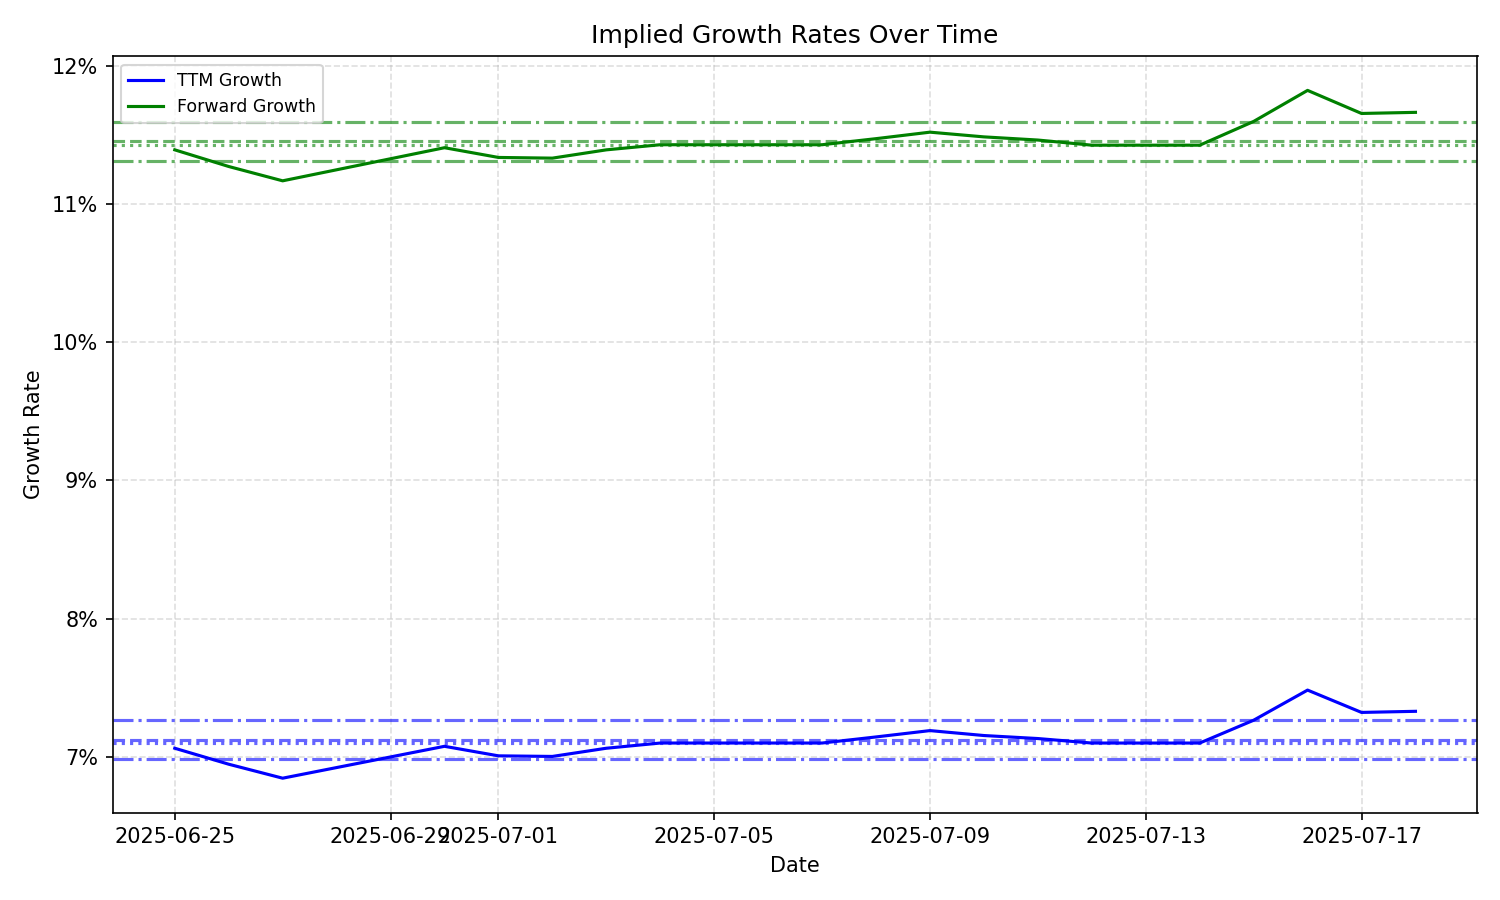 Implied Growth Rates Over Time
TTM Growth
Forward Growth
12%
11%
10%
9%
8%
7%
Growth Rate
2025-06-25
2025-06-29
2025-07-01
2025-07-05
2025-07-09
2025-07-13
2025-07-17
Date